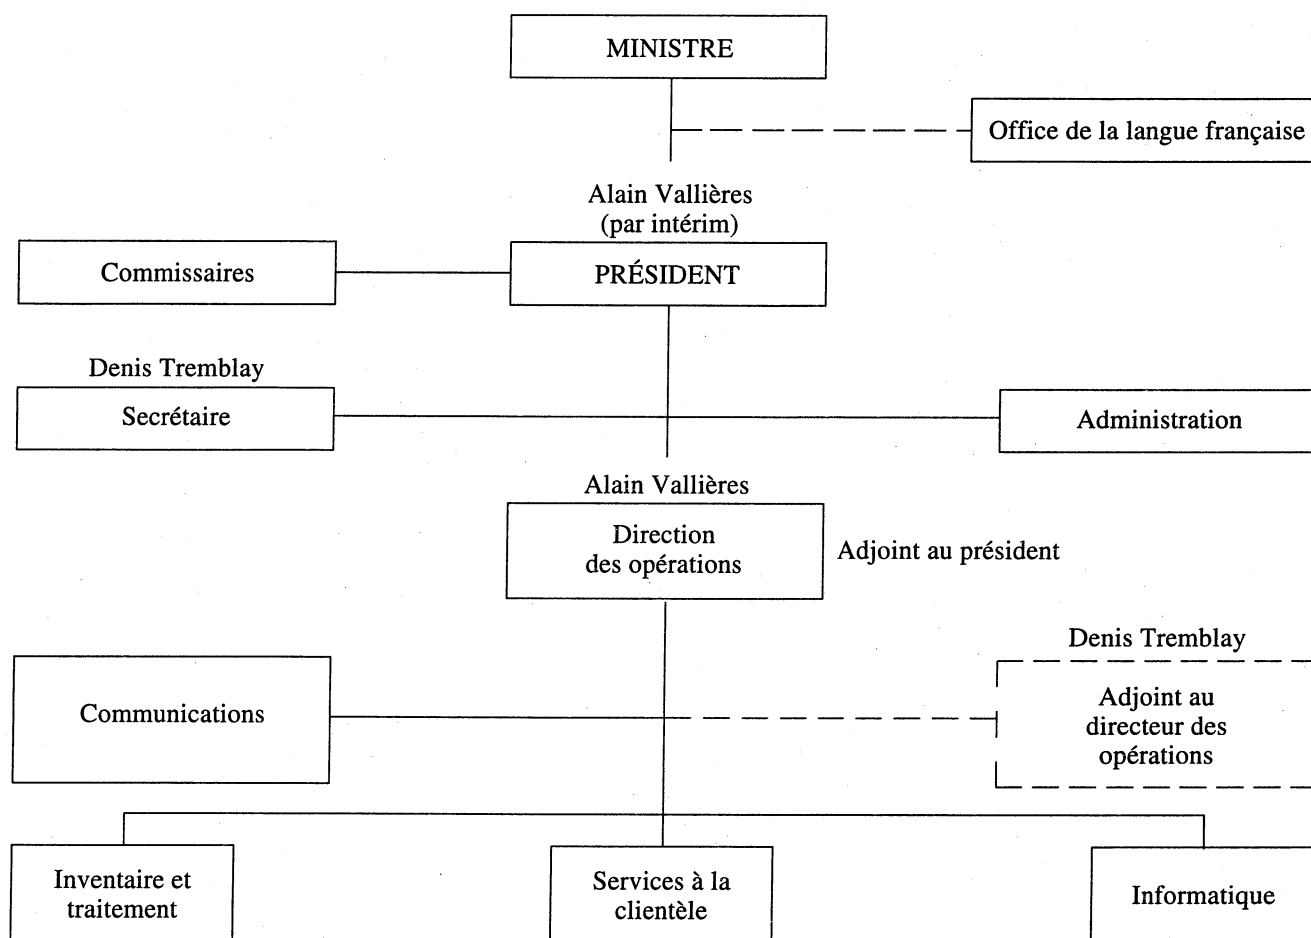 MINISTRE
Office de la langue française
Alain Vallières
(par intérim)
Commissaires
PRÉSIDENT
Denis Tremblay
Secrétaire
Administration
Alain Vallières
Direction
des opérations
Adjoint au président
Denis Tremblay
Communications
Adjoint au
directeur des
opérations
Inventaire et
traitement
Services à la
clientèle
Informatique